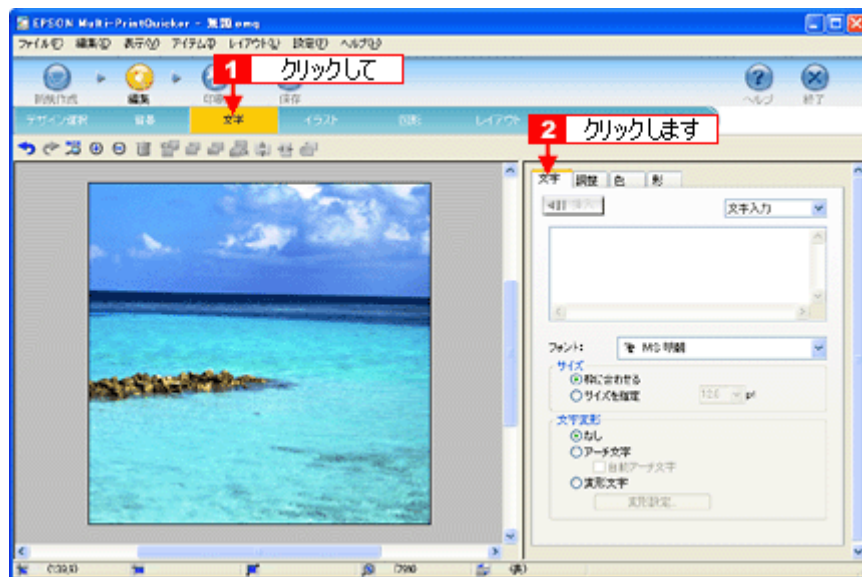 EPSON Multi-PrintQuicker - 無題.emq
ファイル(F) 編集(E) 表示(V) アイテム(I) レイアウト(L) 設定(T) ヘルプ(H)
1 クリックして
新規作成 編集 印刷 保存 ヘルプ 終了
デザイン選択 背景 文字 イラスト 図形 レイアウト
2 クリックします
文字 調整 色 形
挿入 文字入力
フォント: MS 明朝
サイズ
枠に合わせる
サイズを指定 12.0 pt
文字変形
なし
アーチ文字
自動アーチ文字
変形文字
変形設定...